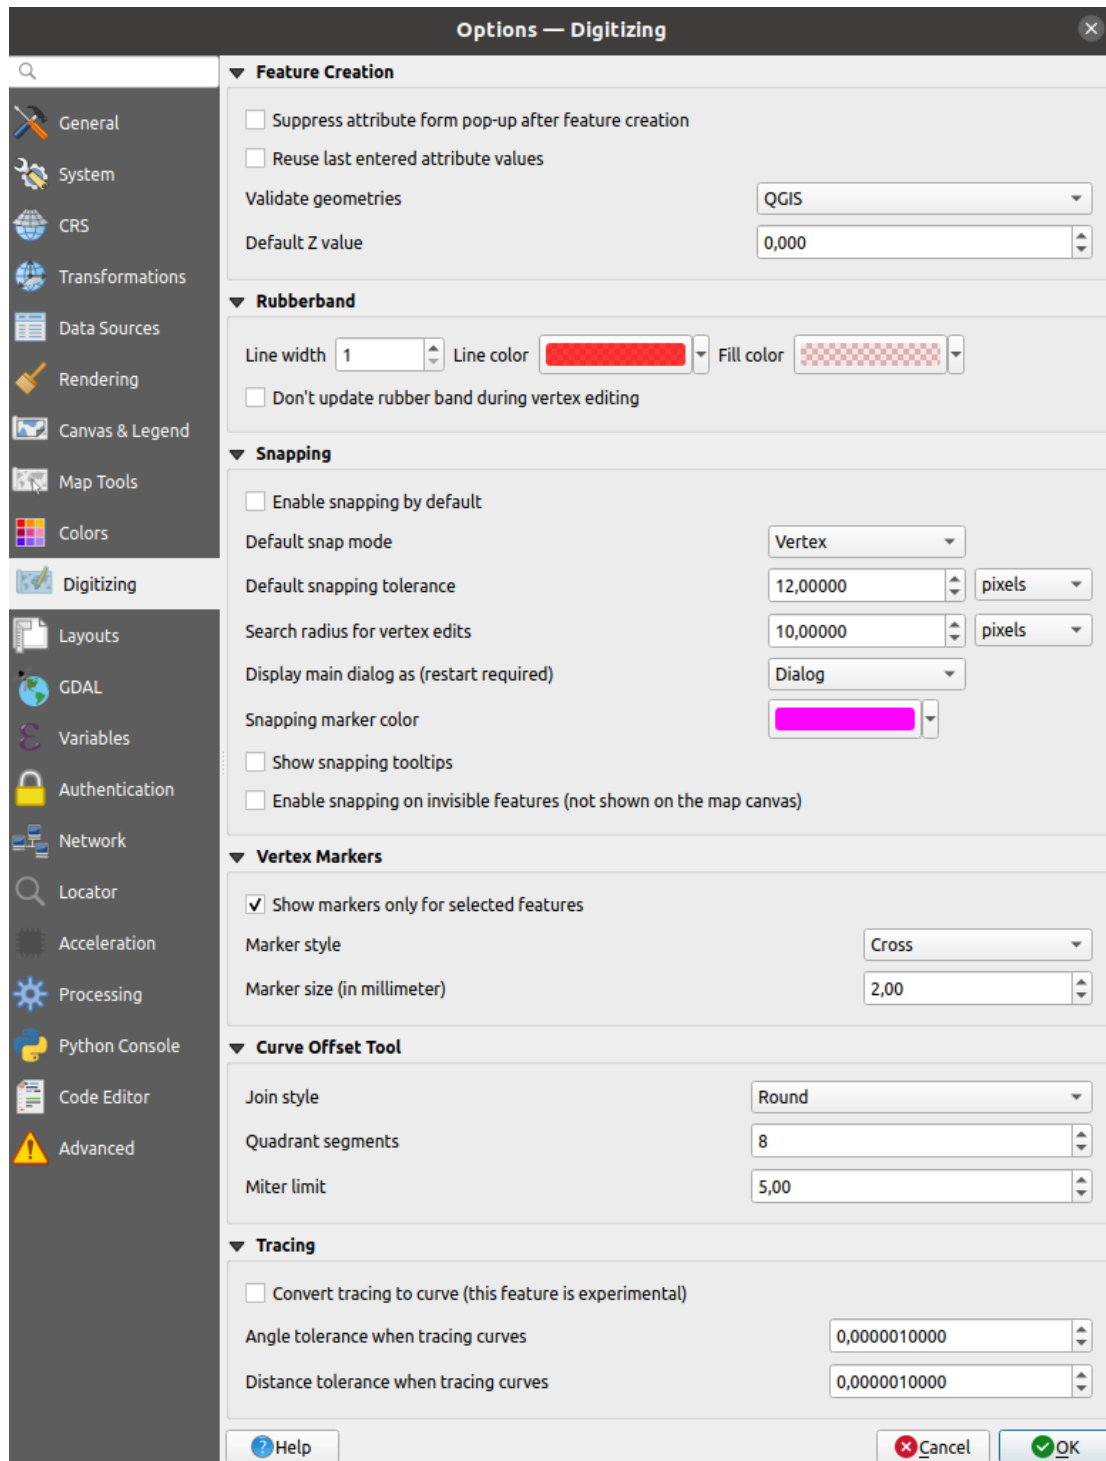 Options — Digitizing
General
System
CRS
Transformations
Data Sources
Rendering
Canvas & Legend
Map Tools
Colors
Digitizing
Layouts
GDAL
Variables
Authentication
Network
Locator
Acceleration
Processing
Python Console
Code Editor
Advanced
Feature Creation
Suppress attribute form pop-up after feature creation
Reuse last entered attribute values
Validate geometries QGIS
Default Z value 0,000
Rubberband
Line width 1 Line color Fill color
Don't update rubber band during vertex editing
Snapping
Enable snapping by default
Default snap mode Vertex
Default snapping tolerance 12,00000 pixels
Search radius for vertex edits 10,00000 pixels
Display main dialog as (restart required) Dialog
Snapping marker color
Show snapping tooltips
Enable snapping on invisible features (not shown on the map canvas)
Vertex Markers
Show markers only for selected features
Marker style Cross
Marker size (in millimeter) 2,00
Curve Offset Tool
Join style Round
Quadrant segments 8
Miter limit 5,00
Tracing
Convert tracing to curve (this feature is experimental)
Angle tolerance when tracing curves 0,0000010000
Distance tolerance when tracing curves 0,0000010000
Help Cancel OK